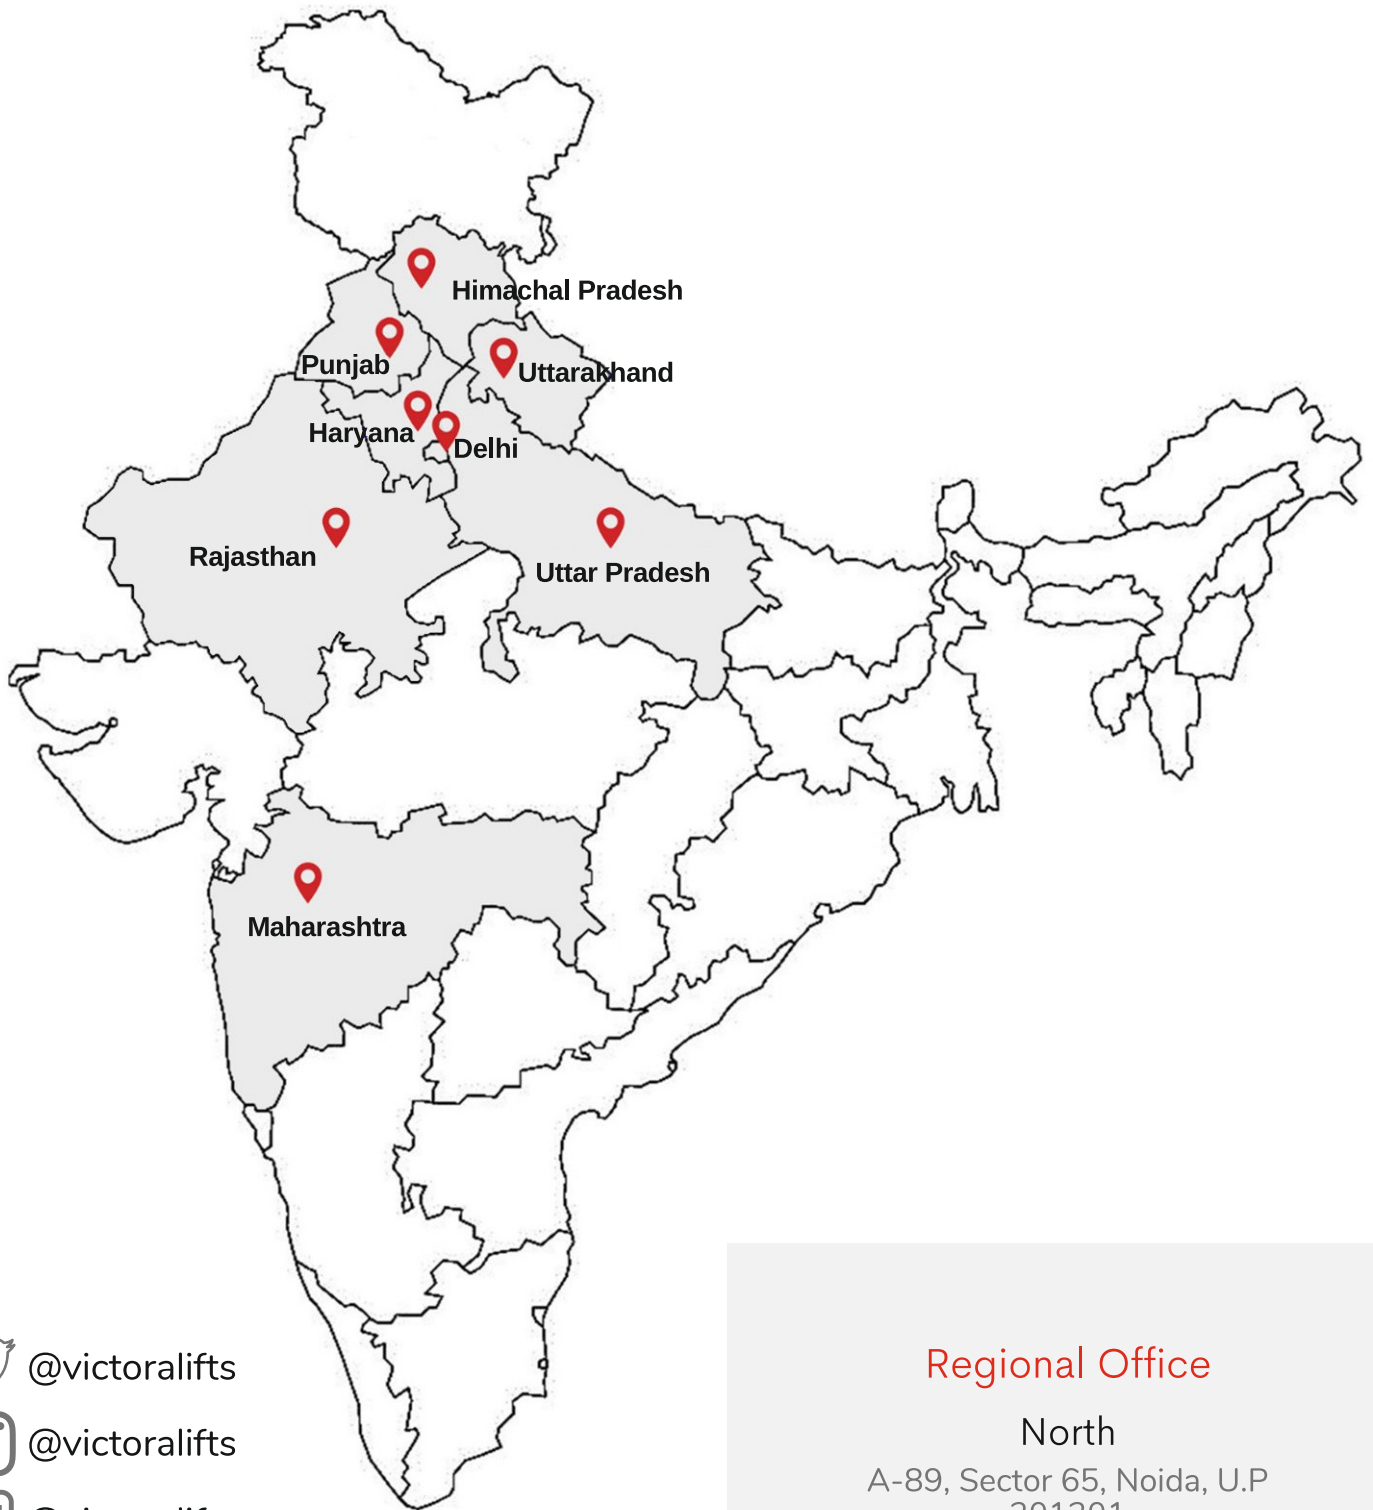 Himachal Pradesh
Punjab
Uttarakhand
Haryana
Delhi
Rajasthan
Uttar Pradesh
Maharashtra
@victoralifts
@victoralifts
Regional Office
North
A-89, Sector 65, Noida, U.P